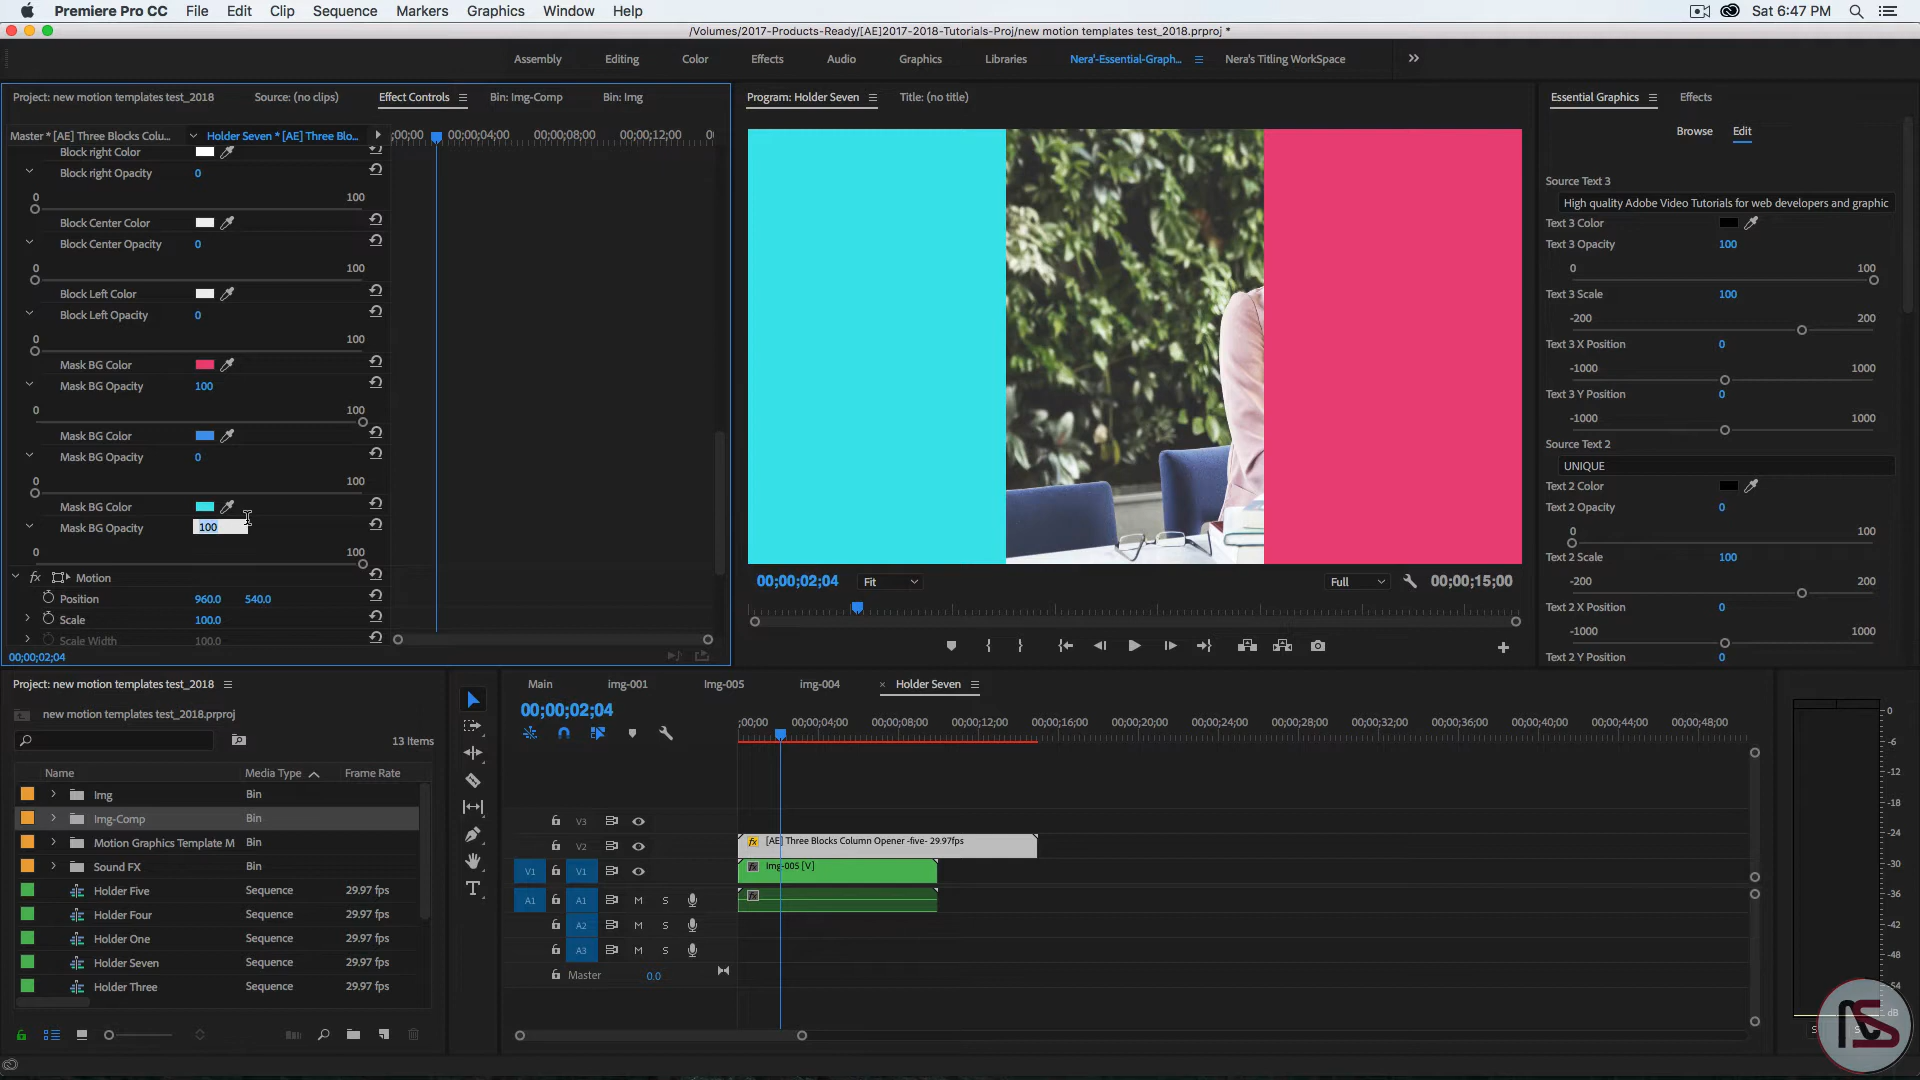 Premiere Pro CC File Edit Clip Sequence Markers Graphics Window Help Sat 6:47 PM
/Volumes/2017-Products-Ready/[AE]2017-2018-Tutorials-Proj/new motion templates test_2018.prproj *
Assembly Editing Color Effects Audio Graphics Libraries Nera'-Essential-Graph... Nera's Titling WorkSpace
Project: new motion templates test_2018 Source: (no clips) Effect Controls Bin: Img-Comp Bin: Img
Master * [AE] Three Blocks Colu... Holder Seven * [AE] Three Blo... ;00;00 00;00;04;00 00;00;08;00 00;00;12;00
Block right Color
Block right Opacity 0
0 100
Block Center Color
Block Center Opacity 0
0 100
Block Left Color
Block Left Opacity 0
0 100
Mask BG Color
Mask BG Opacity 100
0 100
Mask BG Color
Mask BG Opacity 0
0 100
Mask BG Color
Mask BG Opacity 100
0 100
fx Motion
Position 960.0 540.0
Scale 100.0
Scale Width 100.0
00;00;02;04
Program: Holder Seven Title: (no title)
00;00;02;04 Fit Full 00;00;15;00
Essential Graphics Effects
Browse Edit
Source Text 3
High quality Adobe Video Tutorials for web developers and graphic
Text 3 Color
Text 3 Opacity 100
0 100
Text 3 Scale 100
-200 200
Text 3 X Position 0
-1000 1000
Text 3 Y Position 0
-1000 1000
Source Text 2
UNIQUE
Text 2 Color
Text 2 Opacity 0
0 100
Text 2 Scale 100
-200 200
Text 2 X Position 0
-1000 1000
Text 2 Y Position 0
Project: new motion templates test_2018
new motion templates test_2018.prproj
13 Items
Name Media Type Frame Rate
Img Bin
Img-Comp Bin
Motion Graphics Template M Bin
Sound FX Bin
Holder Five Sequence 29.97 fps
Holder Four Sequence 29.97 fps
Holder One Sequence 29.97 fps
Holder Seven Sequence 29.97 fps
Holder Three Sequence 29.97 fps
Main img-001 Img-005 img-004 × Holder Seven
00;00;02;04
;00;00 00;00;04;00 00;00;08;00 00;00;12;00 00;00;16;00 00;00;20;00 00;00;24;00 00;00;28;00 00;00;32;00 00;00;36;00 00;00;40;00 00;00;44;00 00;00;48;00
V3
V2 fx [AE] Three Blocks Column Opener -five- 29.97fps
V1 V1 fx Img-005 [V]
A1 A1 M S fx
A2 M S
A3 M S
Master 0.0
0
-6
-12
-18
-24
-30
-36
-42
-48
-54
dB
S